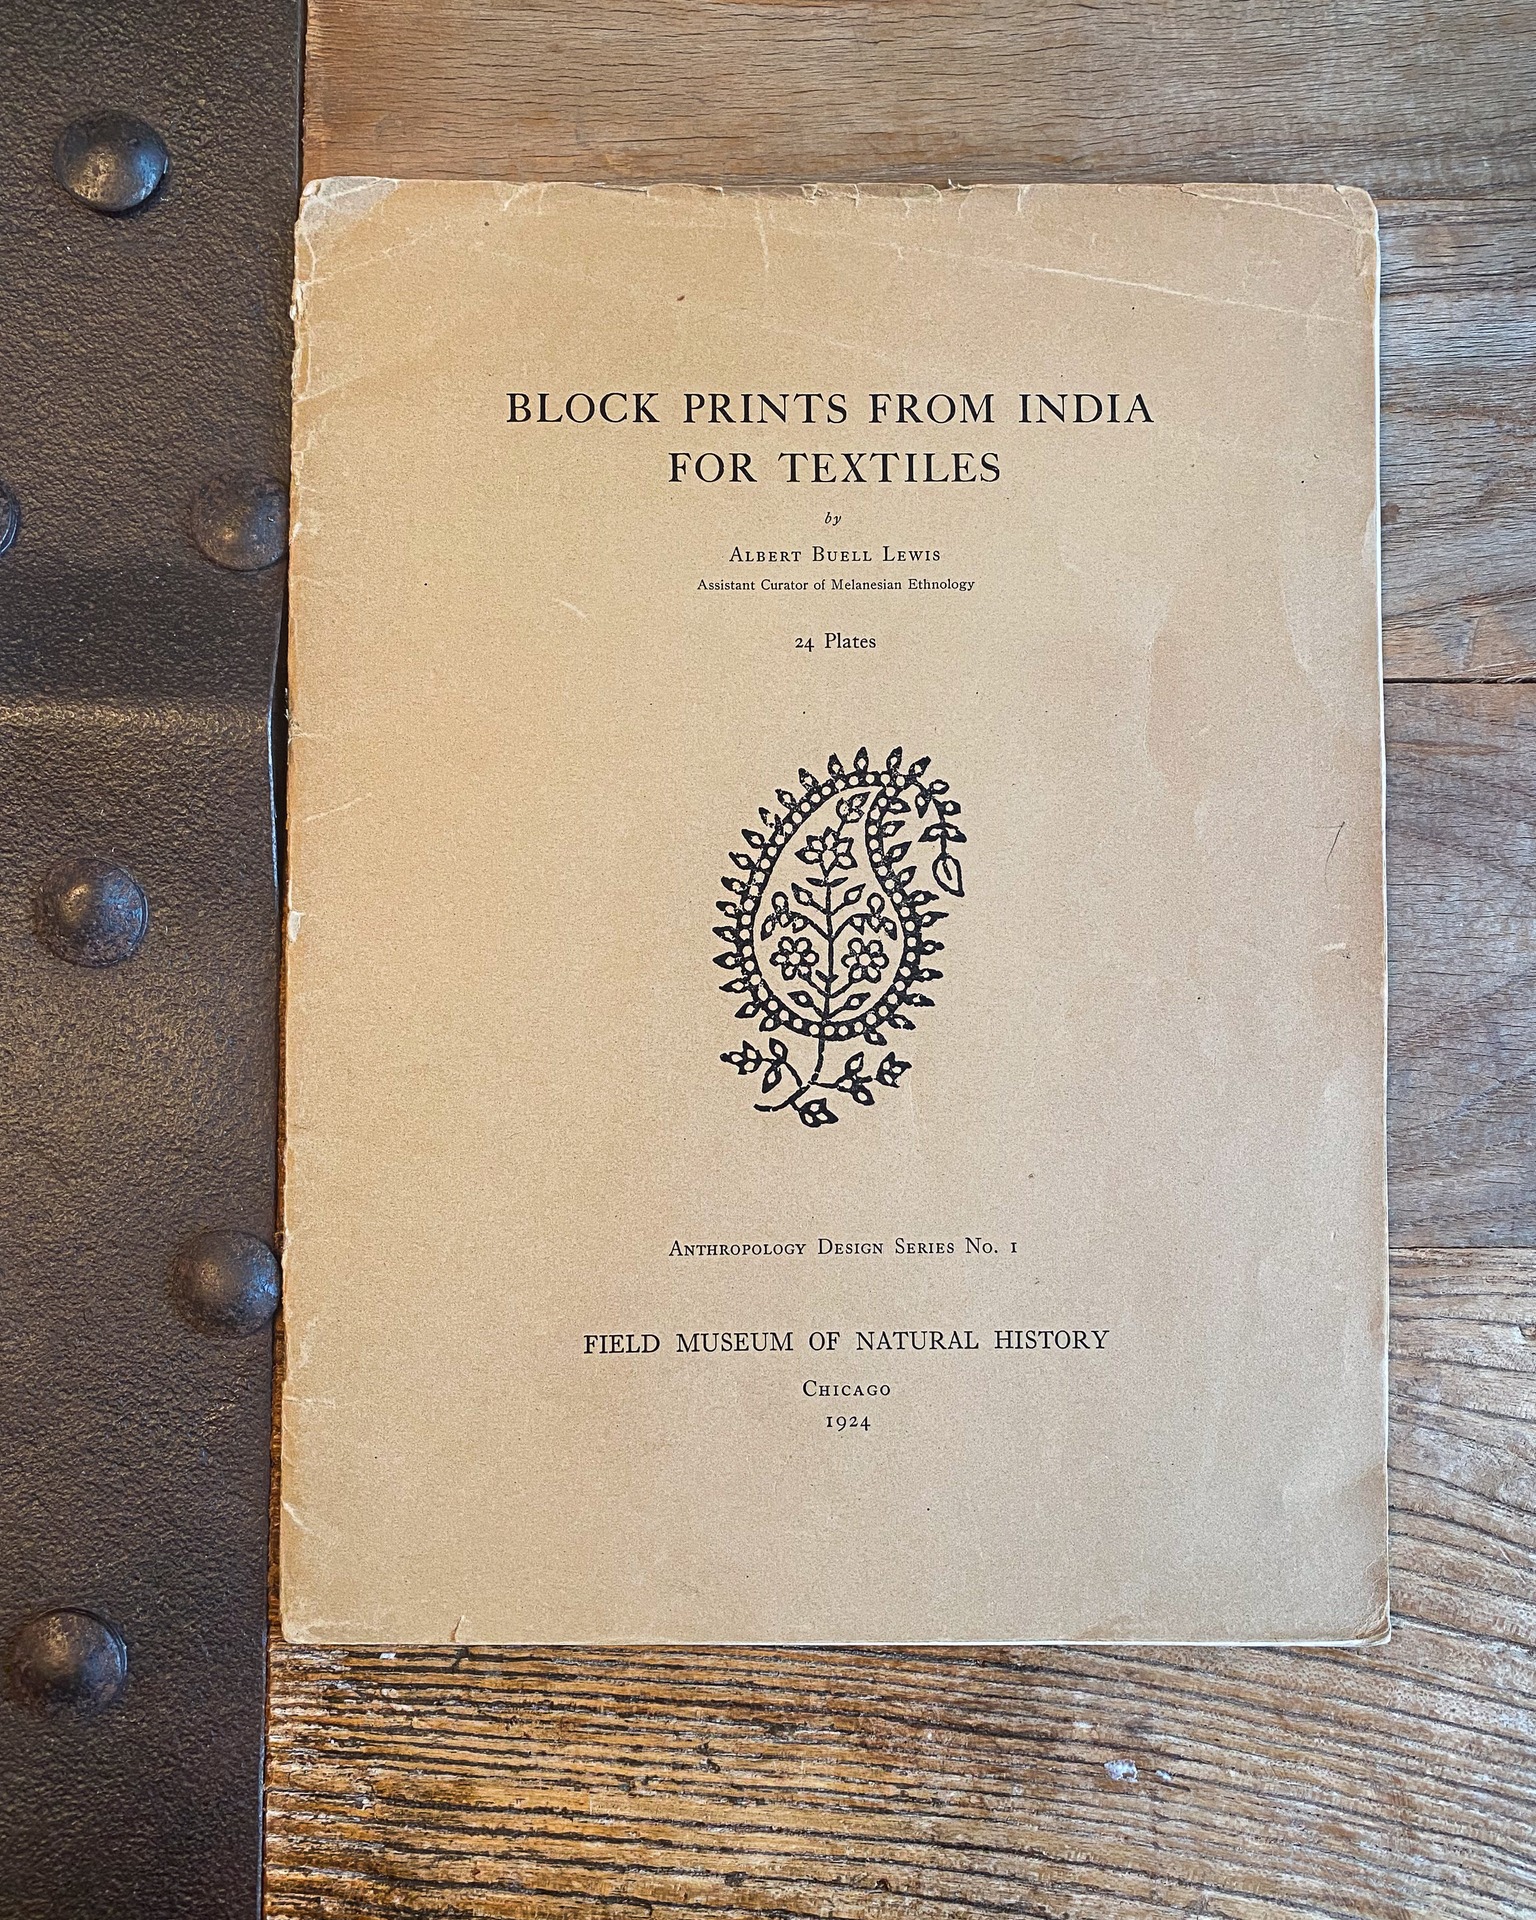 BLOCK PRINTS FROM INDIA
FOR TEXTILES
by
Albert Buell Lewis
Assistant Curator of Melanesian Ethnology
24 Plates
Anthropology Design Series No. 1
FIELD MUSEUM OF NATURAL HISTORY
Chicago
1924